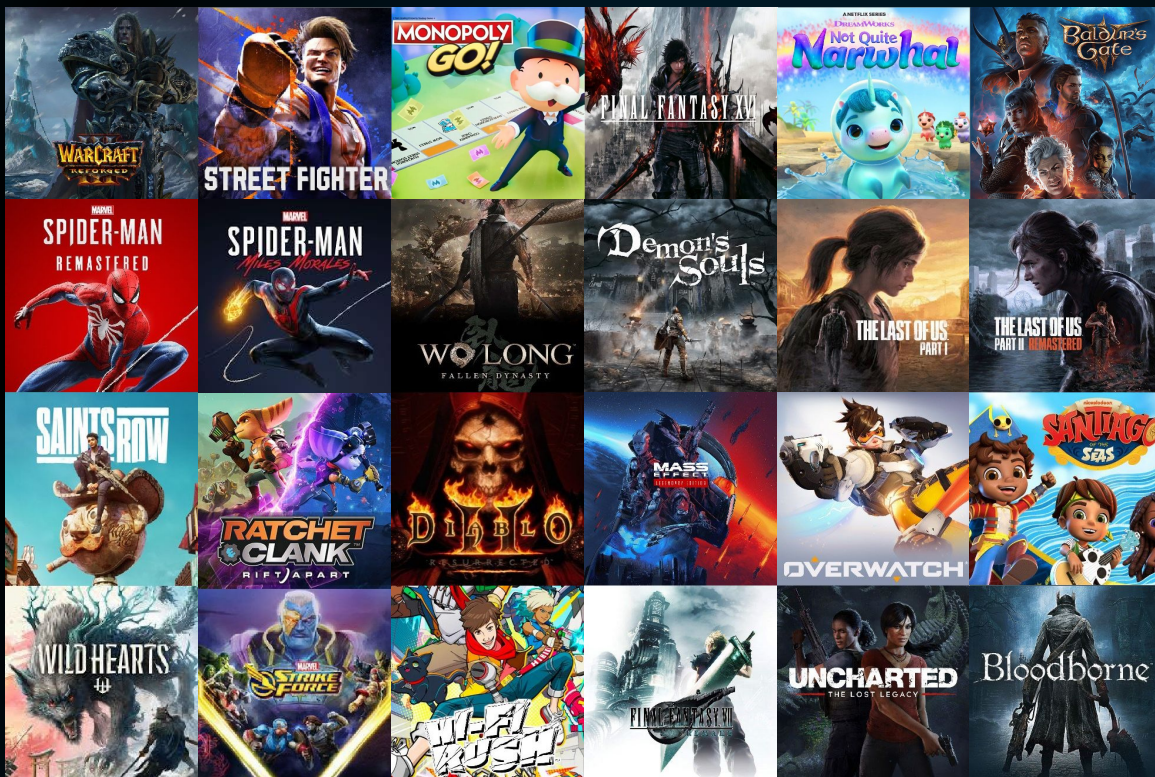 WARCRAFT
III
REFORGED
STREET FIGHTER
MONOPOLY
GO!
FINAL FANTASY XVI
A NETFLIX SERIES
DREAMWORKS
Not Quite
Narwhal
Baldur's
Gate
MARVEL
SPIDER-MAN
REMASTERED
MARVEL
SPIDER-MAN
MILES MORALES
WO LONG
FALLEN DYNASTY
Demon's
Souls
THE LAST OF US
PART I
THE LAST OF US
PART II REMASTERED
SAINTS ROW
RATCHET
CLANK
RIFT APART
DIABLO
II
RESURRECTED
MASS
EFFECT
LEGENDARY EDITION
OVERWATCH
nickelodeon
SANTIAGO
OF THE
SEAS
WILD HEARTS
MARVEL
STRIKE
FORCE
HI-FI
RUSH
FINAL FANTASY VII
REMAKE
UNCHARTED
THE LOST LEGACY
Bloodborne